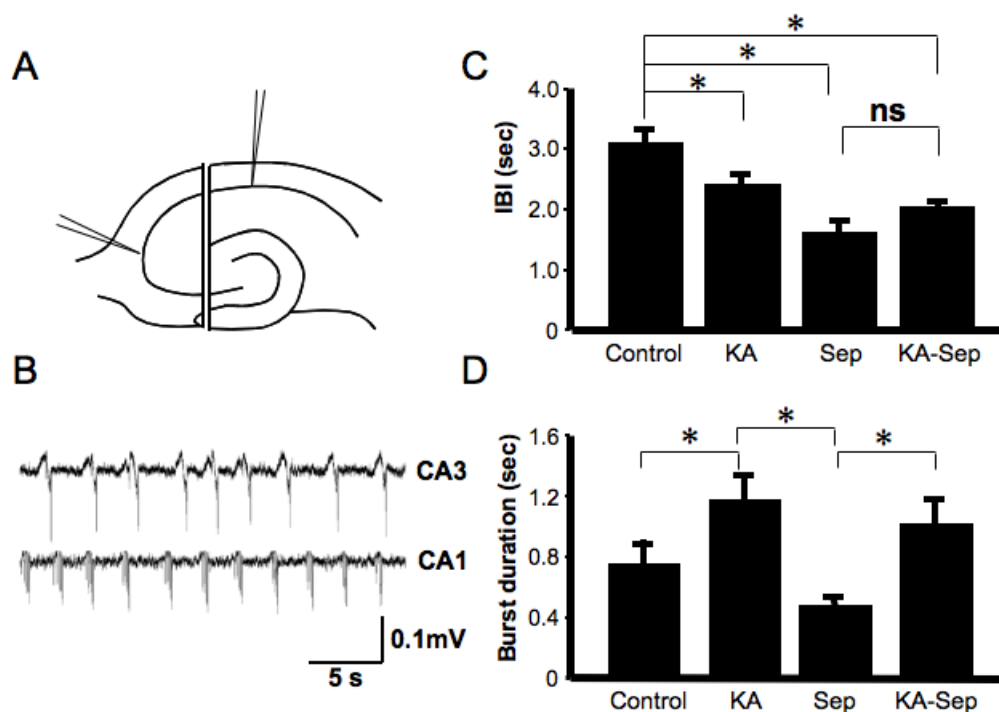 A
B
CA3
CA1
0.1mV
5 s
C
*
*
*
ns
IBI (sec)
4.0
3.0
2.0
1.0
0
Control KA Sep KA-Sep
D
*
*
*
Burst duration (sec)
1.6
1.2
0.8
0.4
0
Control KA Sep KA-Sep